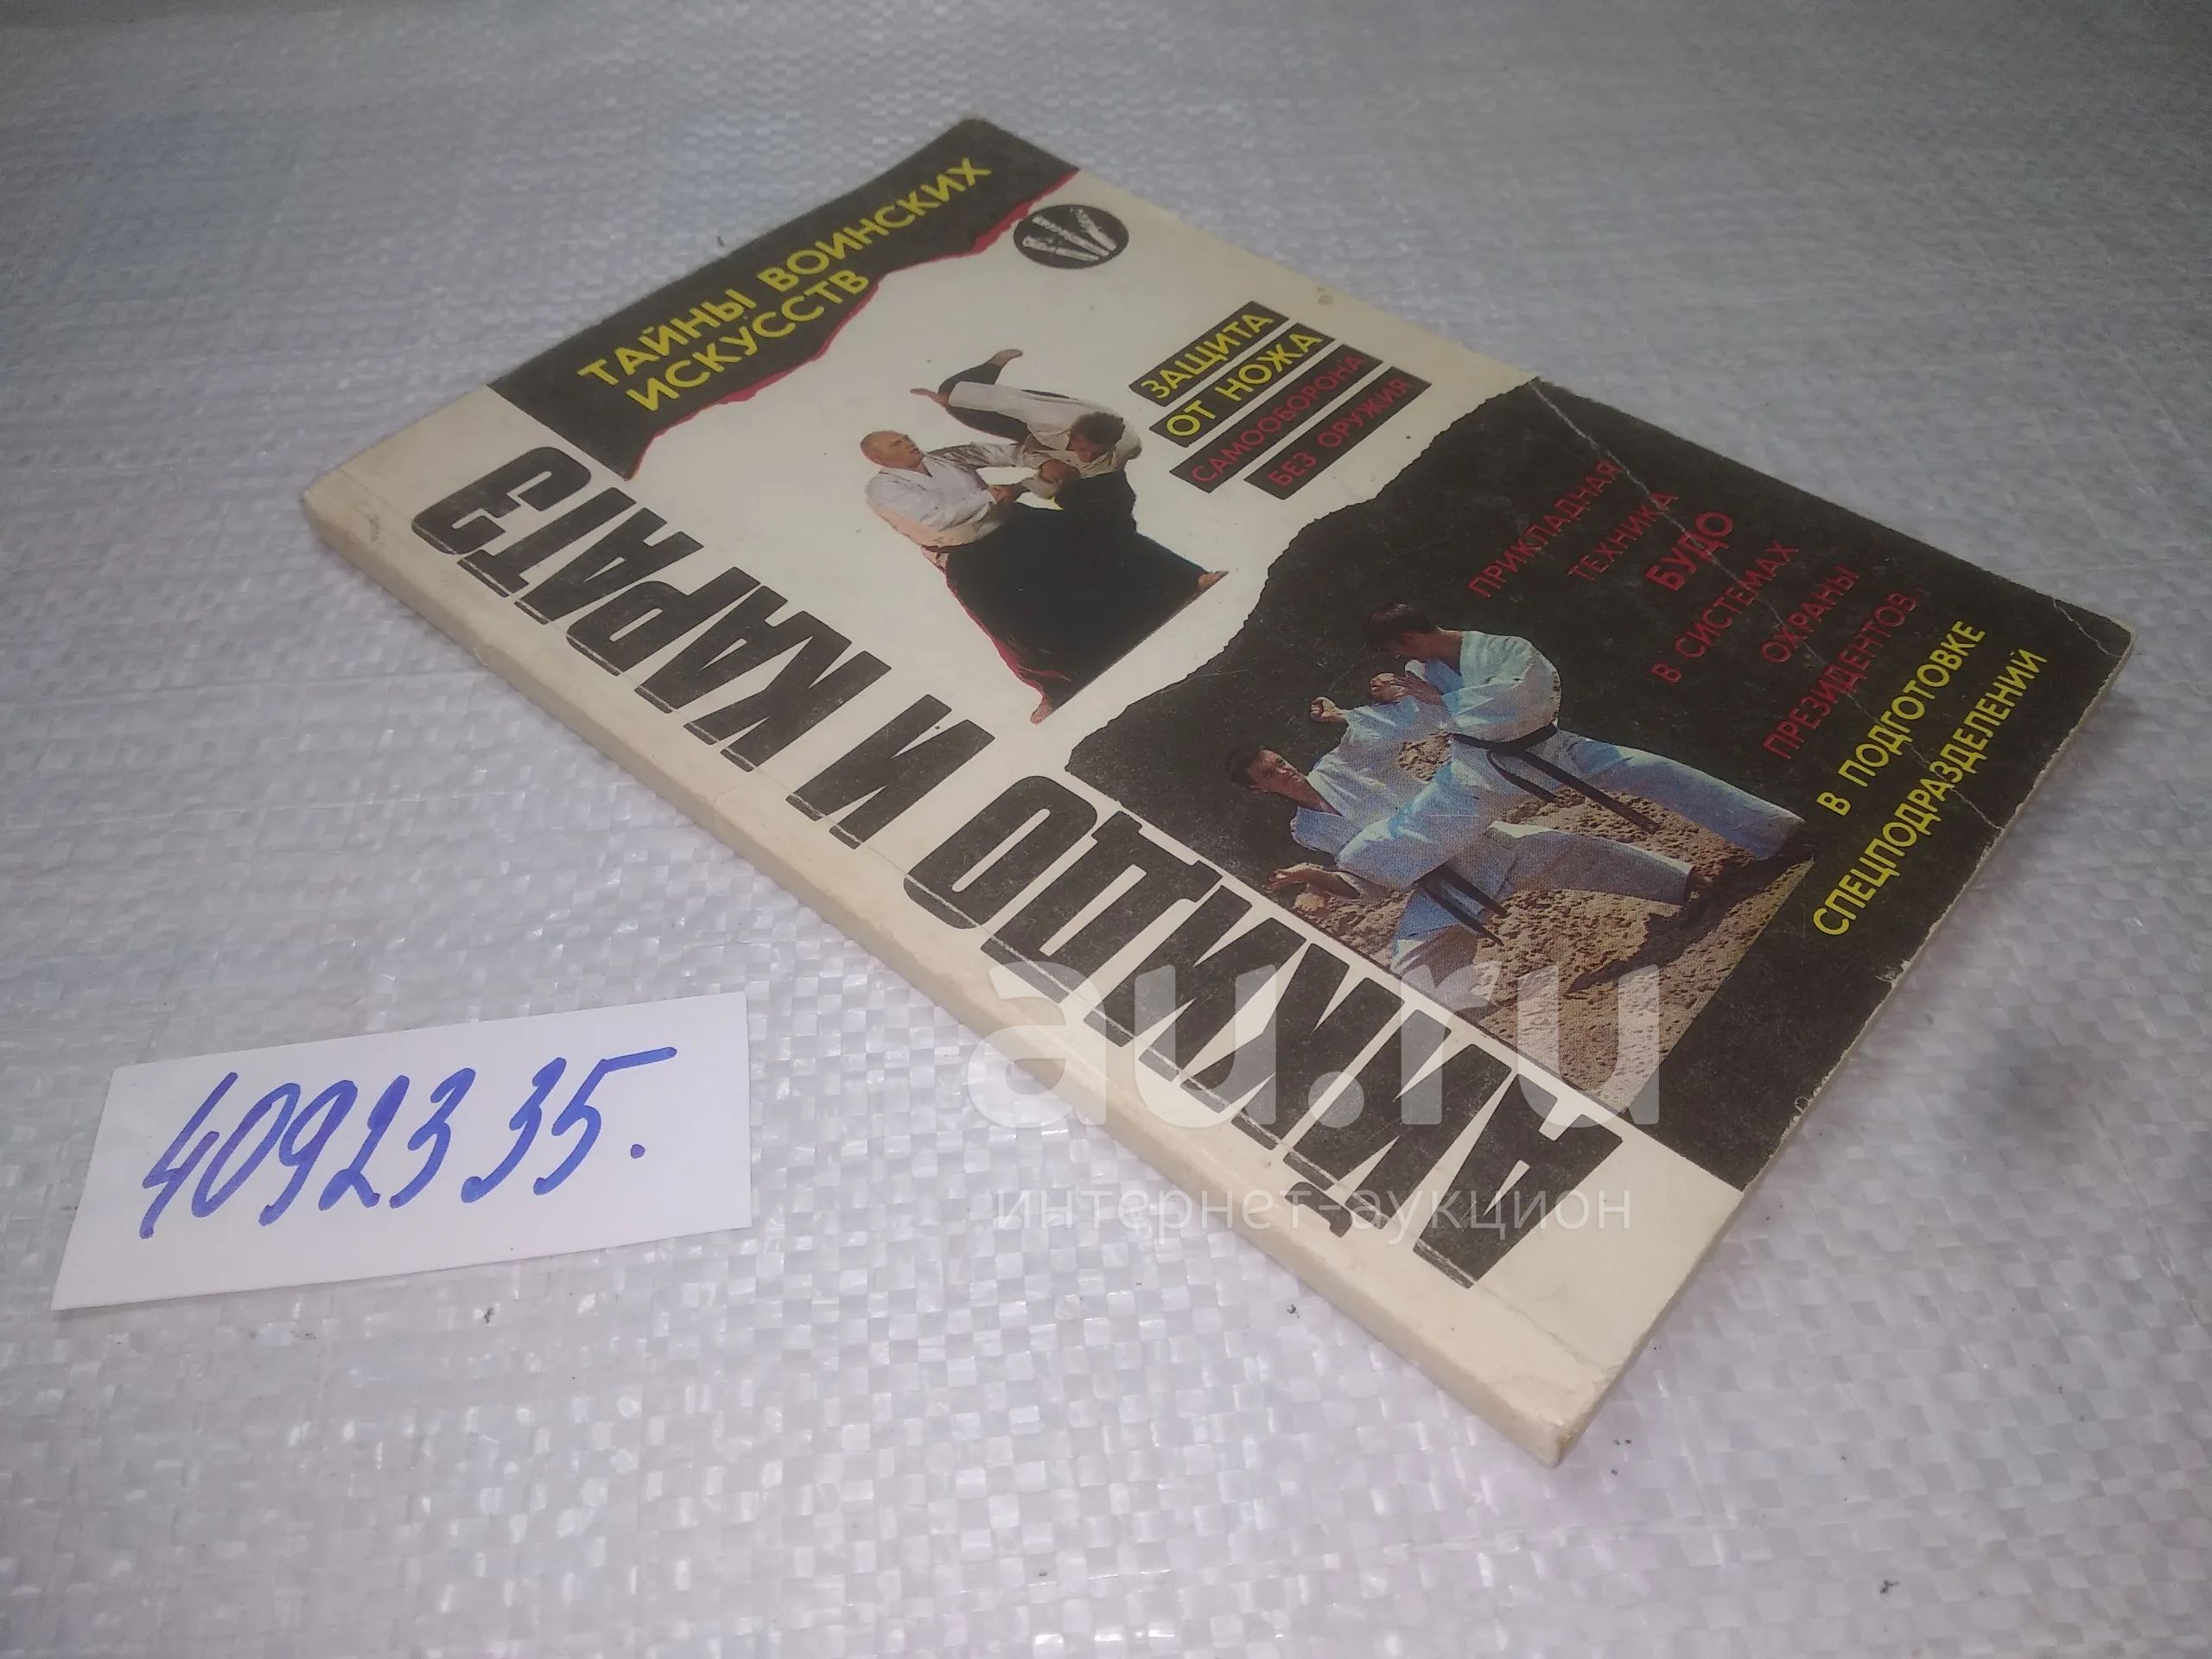 ТАЙНЫ ВОИНСКИХ
ИСКУССТВ
ЗАЩИТА
ОТ НОЖА
САМООБОРОНА
БЕЗ ОРУЖИЯ
ПРИКЛАДНАЯ
ТЕХНИКА
БУДО
В СИСТЕМАХ
ОХРАНЫ
ПРЕЗИДЕНТОВ,
В ПОДГОТОВКЕ
СПЕЦПОДРАЗДЕЛЕНИЙ
АЙКИДО И КАРАТЭ
4092335.
au.ru
интернет-аукцион